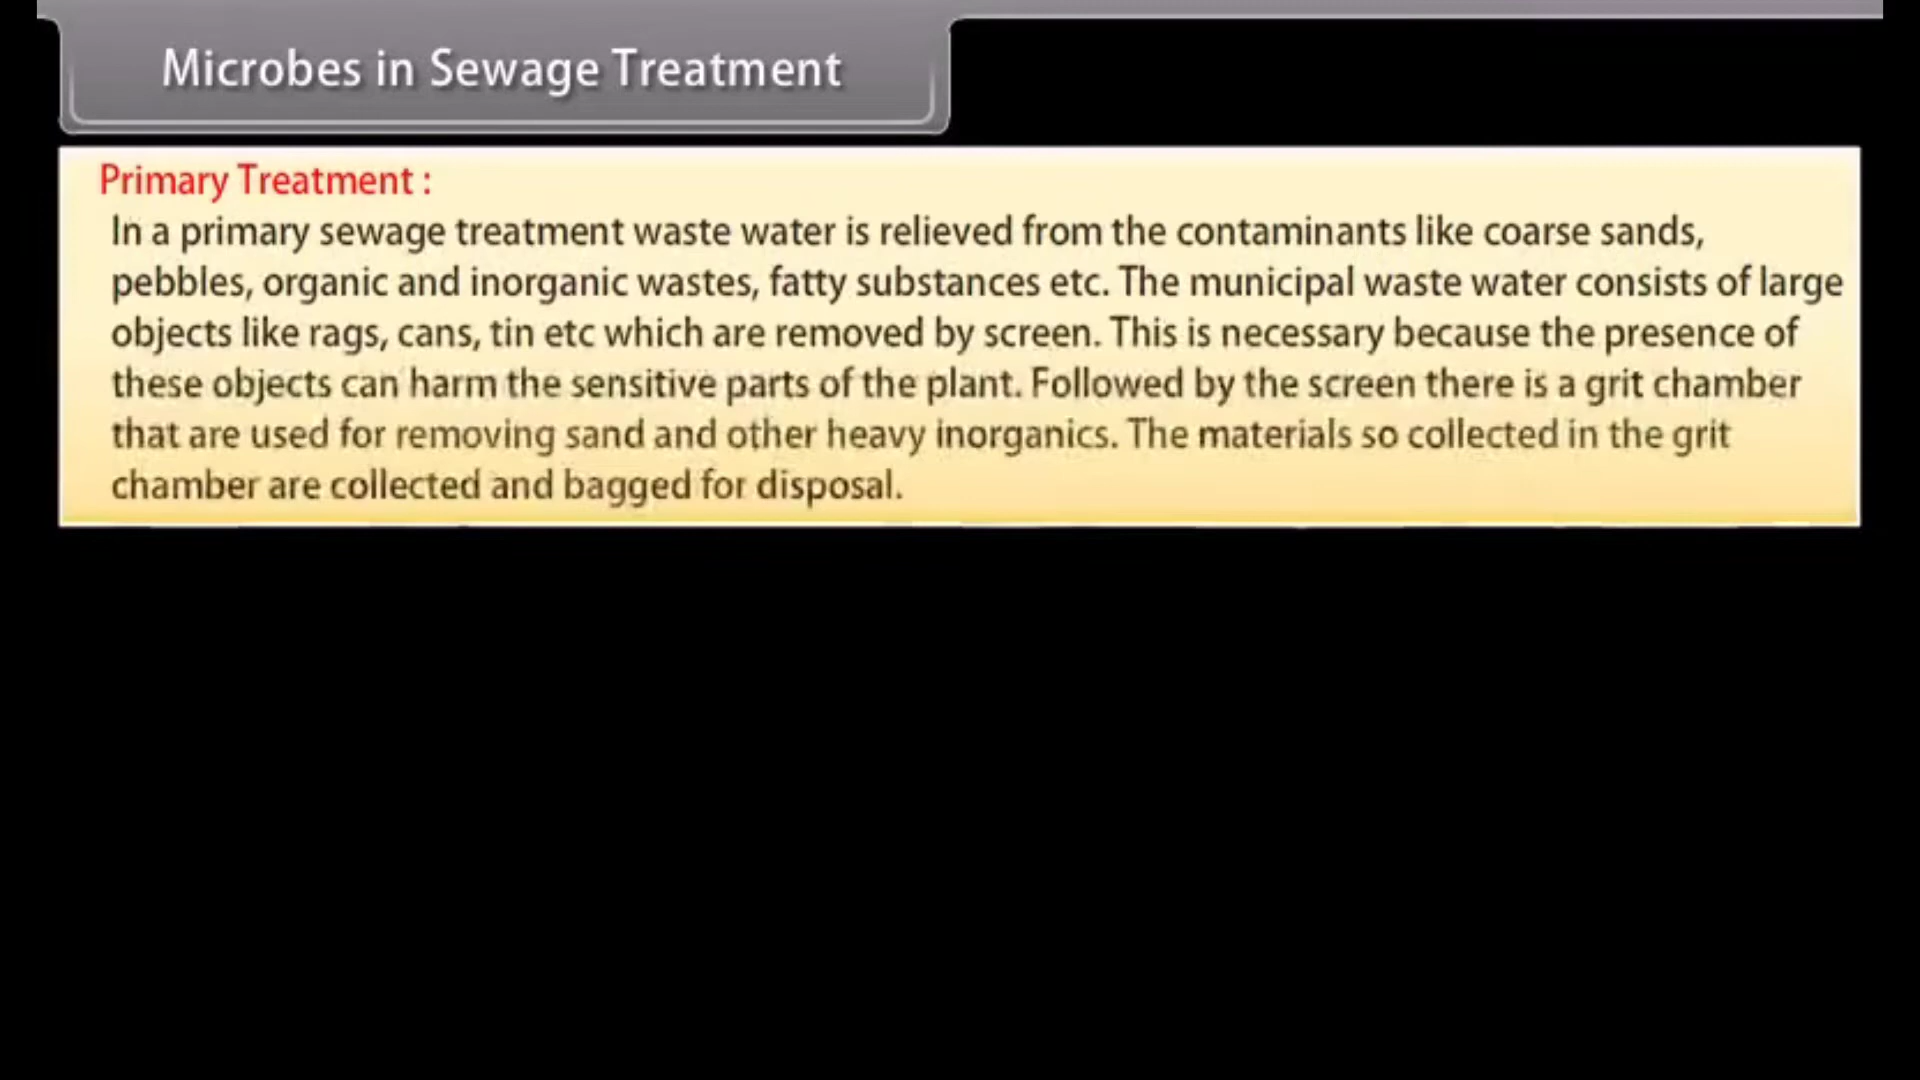 Microbes in Sewage Treatment
Primary Treatment :
In a primary sewage treatment waste water is relieved from the contaminants like coarse sands,
pebbles, organic and inorganic wastes, fatty substances etc. The municipal waste water consists of large
objects like rags, cans, tin etc which are removed by screen. This is necessary because the presence of
these objects can harm the sensitive parts of the plant. Followed by the screen there is a grit chamber
that are used for removing sand and other heavy inorganics. The materials so collected in the grit
chamber are collected and bagged for disposal.